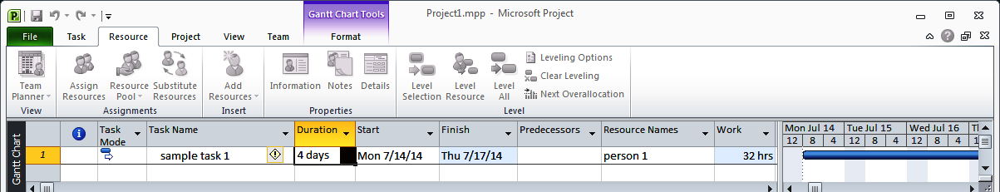 Gantt Chart Tools
Project1.mpp - Microsoft Project
File Task Resource Project View Team Format
Team Planner
Assign Resources
Resource Pool
Substitute Resources
Add Resources
Information
Notes
Details
Level Selection
Level Resource
Level All
Leveling Options
Clear Leveling
Next Overallocation
View Assignments Insert Properties Level
Gantt Chart
Task Mode Task Name Duration Start Finish Predecessors Resource Names Work
Mon Jul 14 Tue Jul 15 Wed Jul 16 Th
12 8 4 12 8 4 12 8 4 1
1 sample task 1 4 days Mon 7/14/14 Thu 7/17/14 person 1 32 hrs